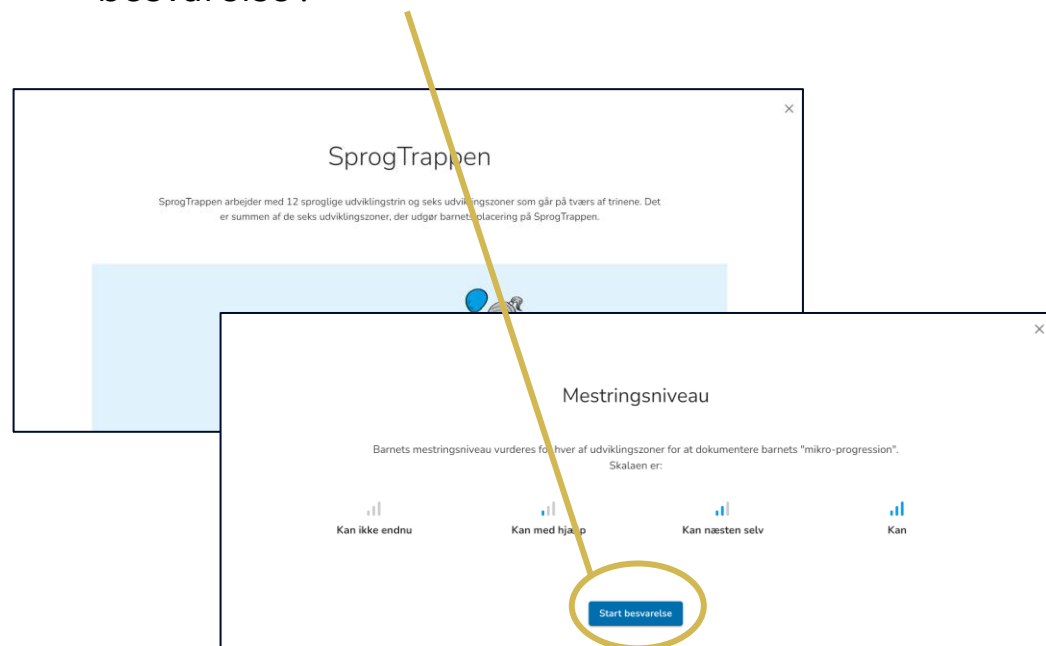 SprogTrappen
SprogTrappen arbejder med 12 sproglige udviklingstrin og seks udviklingszoner som går på tværs af trinene. Det
er summen af de seks udviklingszoner, der udgør barnets placering på SprogTrappen.
Mestringsniveau
Barnets mestringsniveau vurderes for hver af udviklingszoner for at dokumentere barnets "mikro-progression".
Skalaen er:
Kan ikke endnu
Kan med hjælp
Kan næsten selv
Kan
Start besvarelse